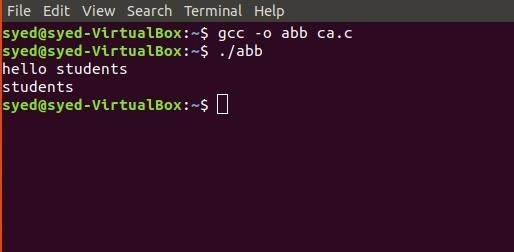 File Edit View Search Terminal Help
syed@syed-VirtualBox:~$ gcc -o abb ca.c
syed@syed-VirtualBox:~$ ./abb
hello students
students
syed@syed-VirtualBox:~$